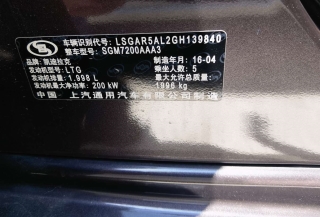 车辆识别代号: LSGAR5AL2GH139840
整车型号: SGM7200AAA3
品牌: 凯迪拉克 制造年月: 16-04
发动机型号: LTG 乘坐人数: 5
发动机排量: 1.998 L 最大允许总质量:
发动机最大净功率: 200 kW 1996 kg
中国 上汽通用汽车有限公司制造